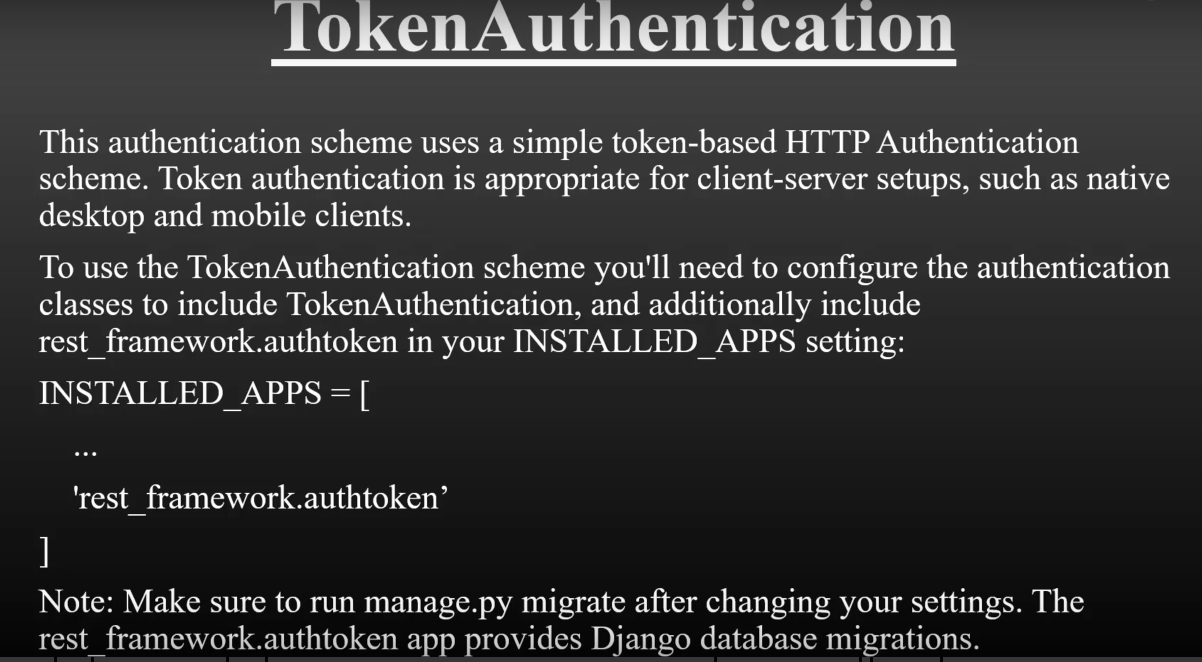 TokenAuthentication
This authentication scheme uses a simple token-based HTTP Authentication
scheme. Token authentication is appropriate for client-server setups, such as native
desktop and mobile clients.
To use the TokenAuthentication scheme you'll need to configure the authentication
classes to include TokenAuthentication, and additionally include
rest_framework.authtoken in your INSTALLED_APPS setting:
INSTALLED_APPS = [
...
'rest_framework.authtoken’
]
Note: Make sure to run manage.py migrate after changing your settings. The
rest_framework.authtoken app provides Django database migrations.